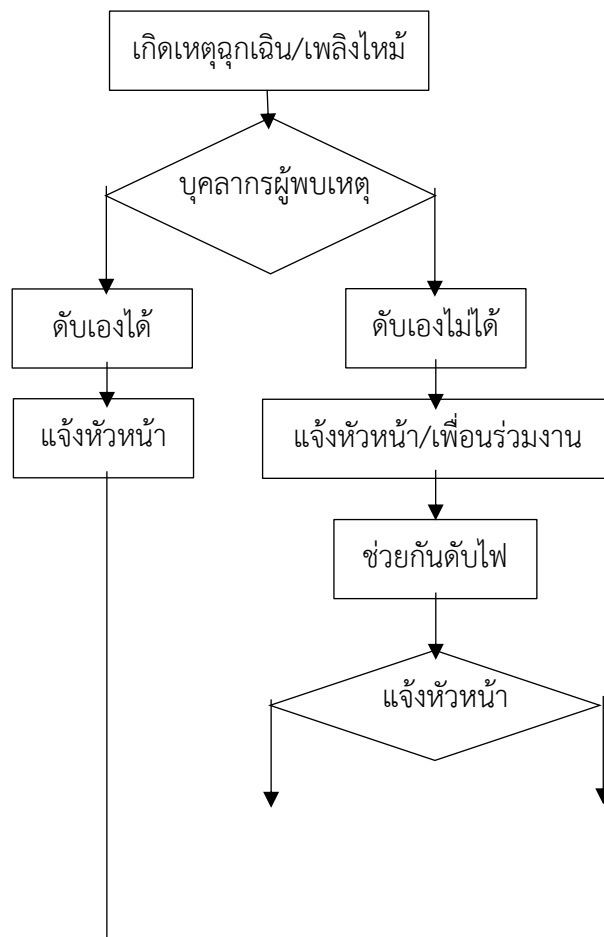 เกิดเหตุฉุกเฉิน/เพลิงไหม้
บุคลากรผู้พบเหตุ
ดับเองได้
ดับเองไม่ได้
แจ้งหัวหน้า
แจ้งหัวหน้า/เพื่อนร่วมงาน
ช่วยกันดับไฟ
แจ้งหัวหน้า